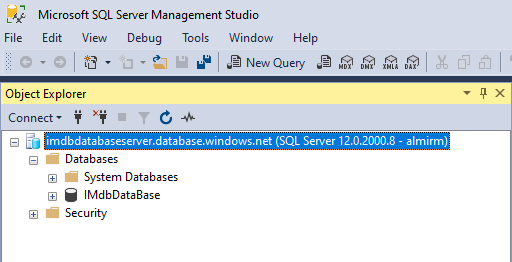 Microsoft SQL Server Management Studio
File Edit View Debug Tools Window Help
New Query MDX DMX XMLA DAX
Object Explorer
Connect
imdbdatabaseserver.database.windows.net (SQL Server 12.0.2000.8 - almirm)
Databases
System Databases
IMdbDataBase
Security